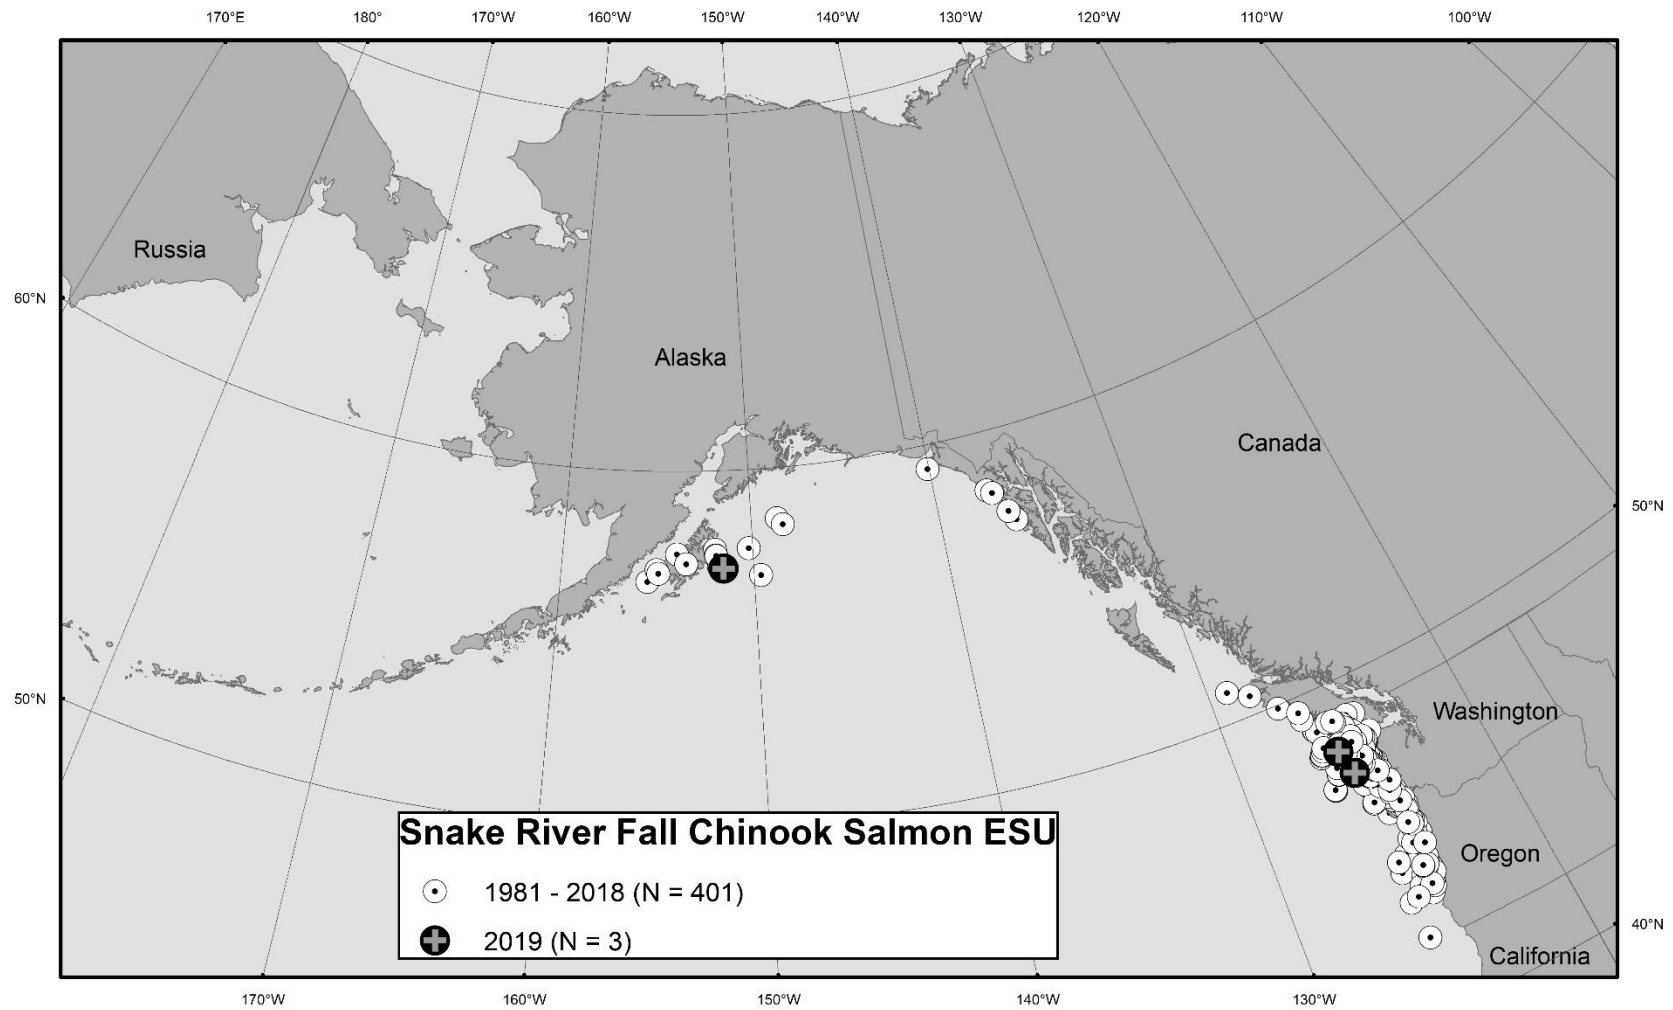 170°E 180° 170°W 160°W 150°W 140°W 130°W 120°W 110°W 100°W
Russia
60°N
Alaska
Canada
50°N
50°N
Washington
Snake River Fall Chinook Salmon ESU
Oregon
1981 - 2018 (N = 401)
40°N
2019 (N = 3)
California
170°W 160°W 150°W 140°W 130°W